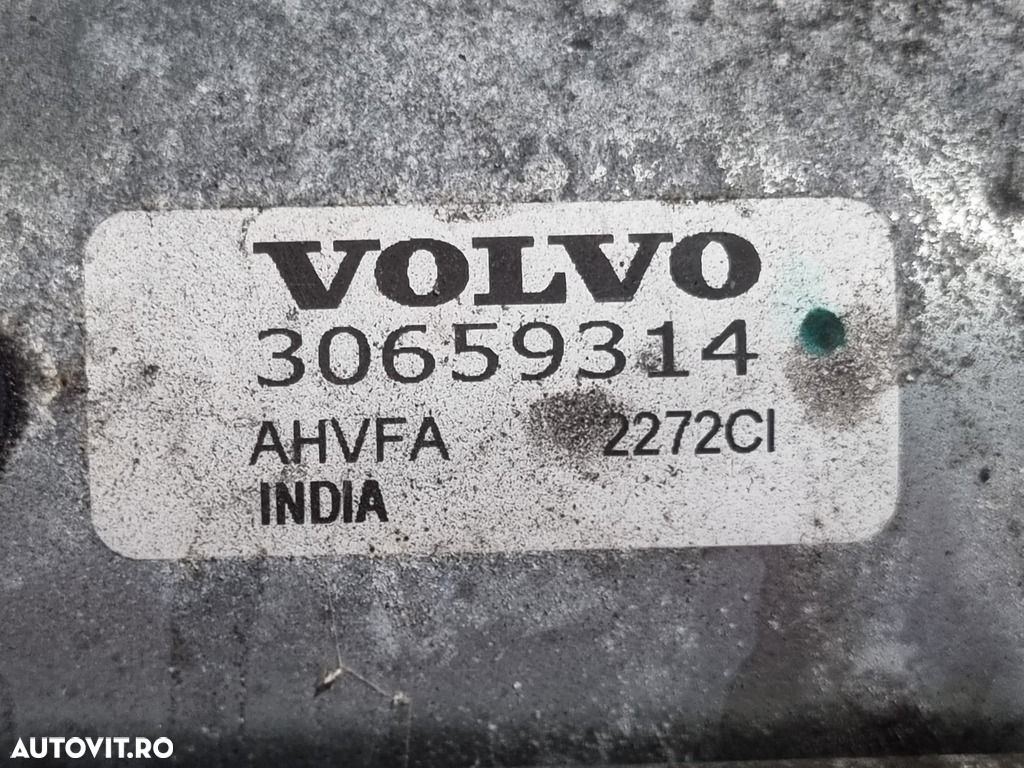 VOLVO
30659314
AHVFA 2272CI
INDIA
AUTOVIT.RO